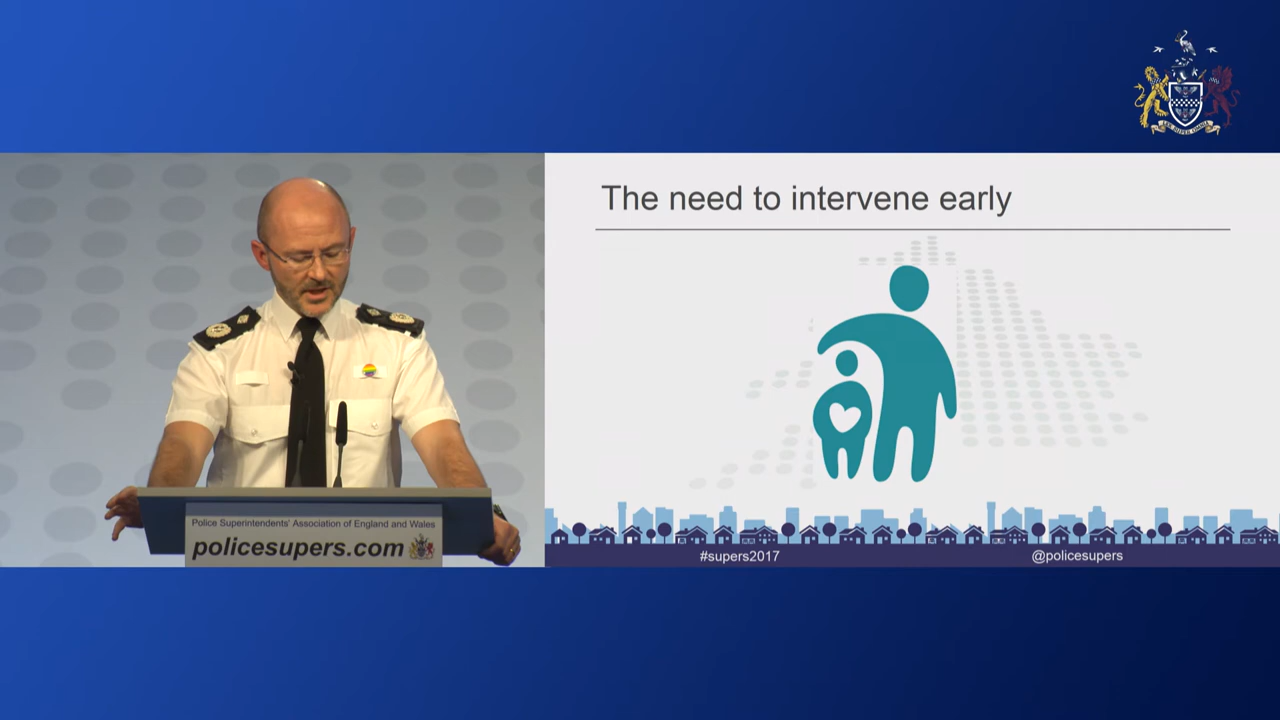 The need to intervene early
Police Superintendents' Association of England and Wales
policesupers.com
#supers2017
@policesupers